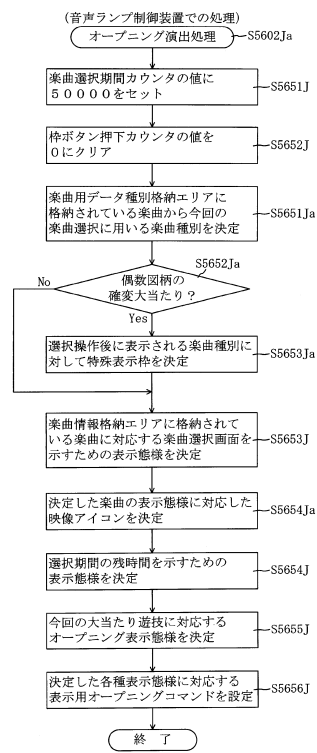 (音声ランプ制御装置での処理)
オープニング演出処理
S5602Ja
楽曲選択期間カウンタの値に
50000をセット
S5651J
枠ボタン押下カウンタの値を
0にクリア
S5652J
楽曲用データ種別格納エリアに
格納されている楽曲から今回の
楽曲選択に用いる楽曲種別を決定
S5651Ja
S5652Ja
偶数図柄の
確変大当たり?
No
Yes
選択操作後に表示される楽曲種別に
対して特殊表示枠を決定
S5653Ja
楽曲情報格納エリアに格納されて
いる楽曲に対応する楽曲選択画面を
示すための表示態様を決定
S5653J
決定した楽曲の表示態様に対応した
映像アイコンを決定
S5654Ja
選択期間の残時間を示すための
表示態様を決定
S5654J
今回の大当たり遊技に対応する
オープニング表示態様を決定
S5655J
決定した各種表示態様に対応する
表示用オープニングコマンドを設定
S5656J
終 了